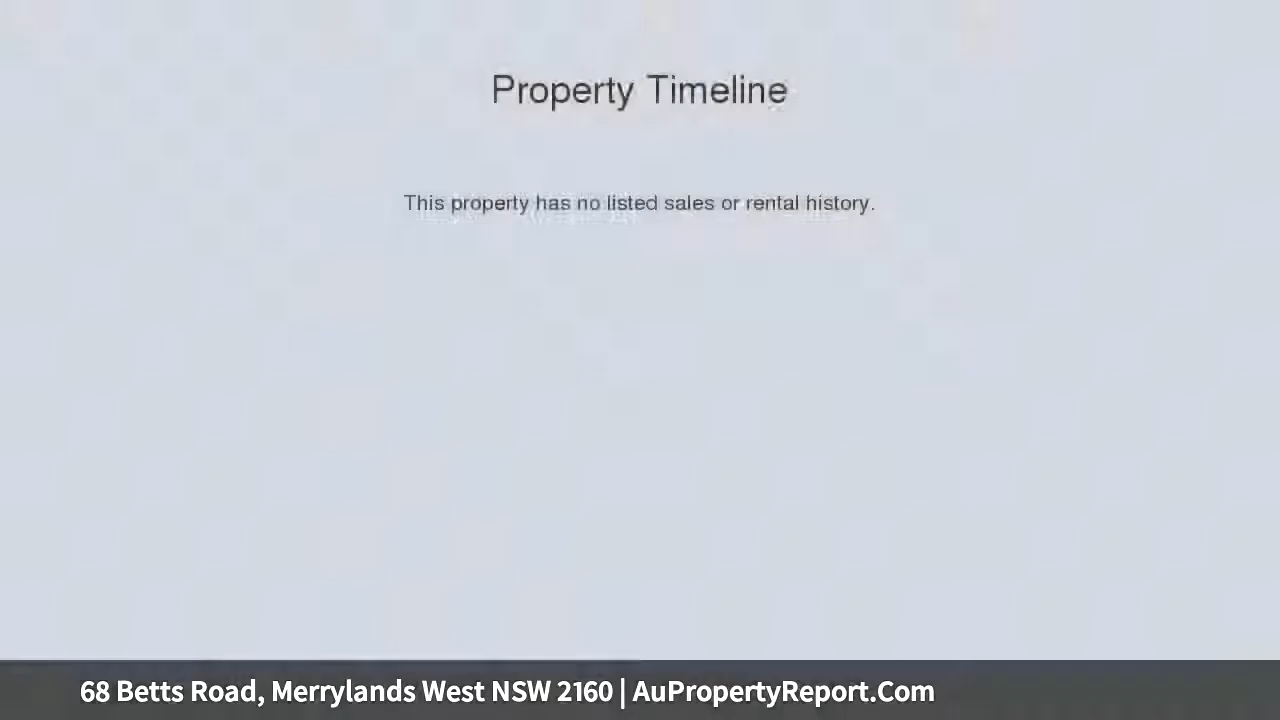 Property Timeline
This property has no listed sales or rental history.
68 Betts Road, Merrylands West NSW 2160 | AuPropertyReport.Com